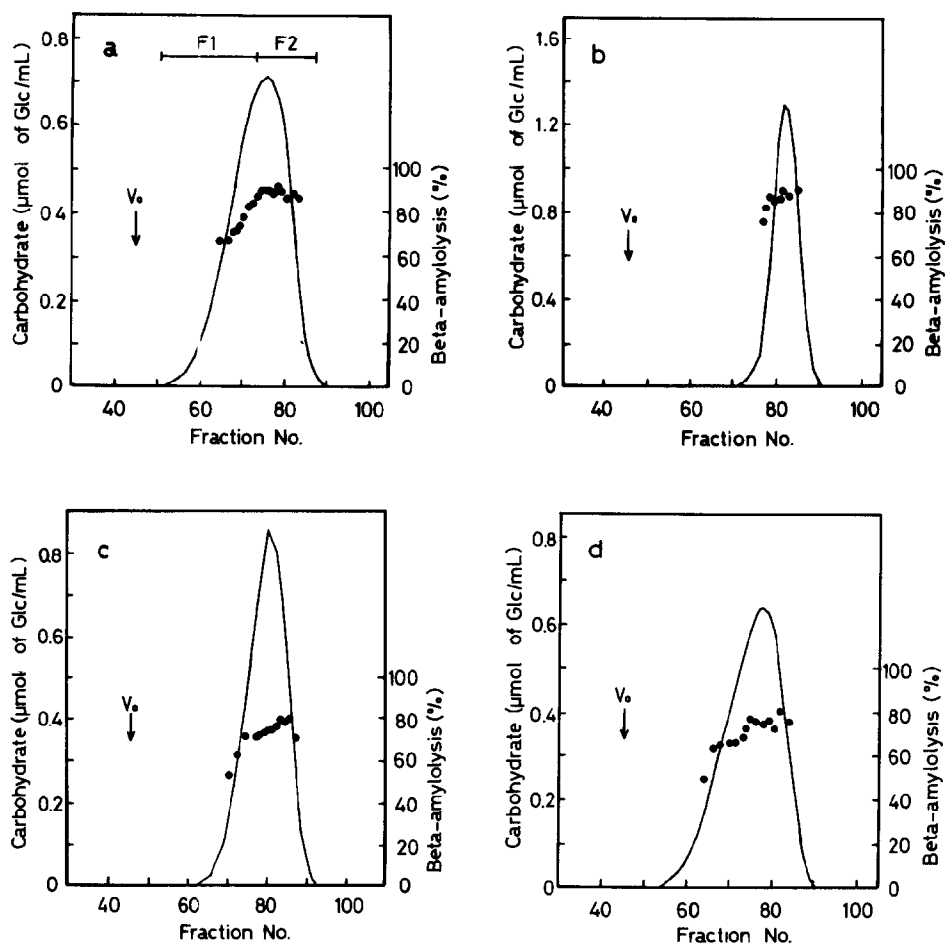 a
F1 F2
V₀
0.8
0.6
0.4
0.2
0
Carbohydrate (μmol of Glc/mL)
100
80
60
40
20
0
Beta-amylolysis (%)
40 60 80 100
Fraction No.
b
V₀
1.6
1.2
0.8
0.4
0
Carbohydrate (μmol of Glc/mL)
100
80
60
40
20
0
Beta-amylolysis (%)
40 60 80 100
Fraction No.
c
V₀
0.8
0.6
0.4
0.2
0
Carbohydrate (μmol of Glc/mL)
100
80
60
40
20
0
Beta-amylolysis (%)
40 60 80 100
Fraction No.
d
V₀
0.8
0.6
0.4
0.2
0
Carbohydrate (μmol of Glc/mL)
100
80
60
40
20
0
Beta-amylolysis (%)
40 60 80 100
Fraction No.